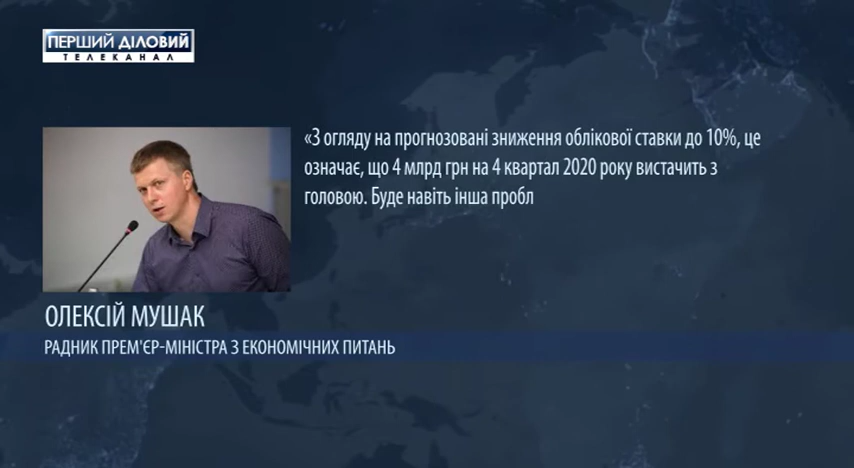 ПЕРШИЙ ДІЛОВИЙ
ТЕЛЕКАНАЛ
«З огляду на прогнозовані зниження облікової ставки до 10%, це
означає, що 4 млрд грн на 4 квартал 2020 року вистачить з
головою. Буде навіть інша пробл
ОЛЕКСІЙ МУШАК
РАДНИК ПРЕМ'ЄР-МІНІСТРА З ЕКОНОМІЧНИХ ПИТАНЬ